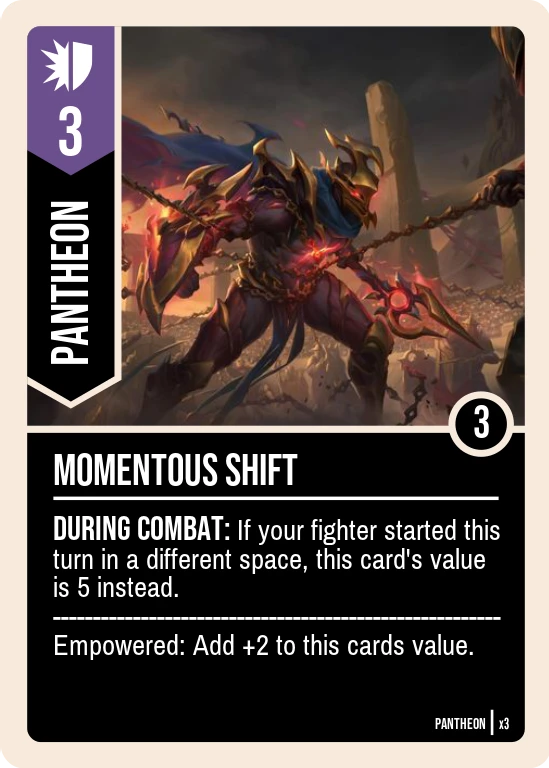 3
PANTHEON
3
MOMENTOUS SHIFT
DURING COMBAT: If your fighter started this
turn in a different space, this card's value
is 5 instead.
Empowered: Add +2 to this cards value.
PANTHEON | x3